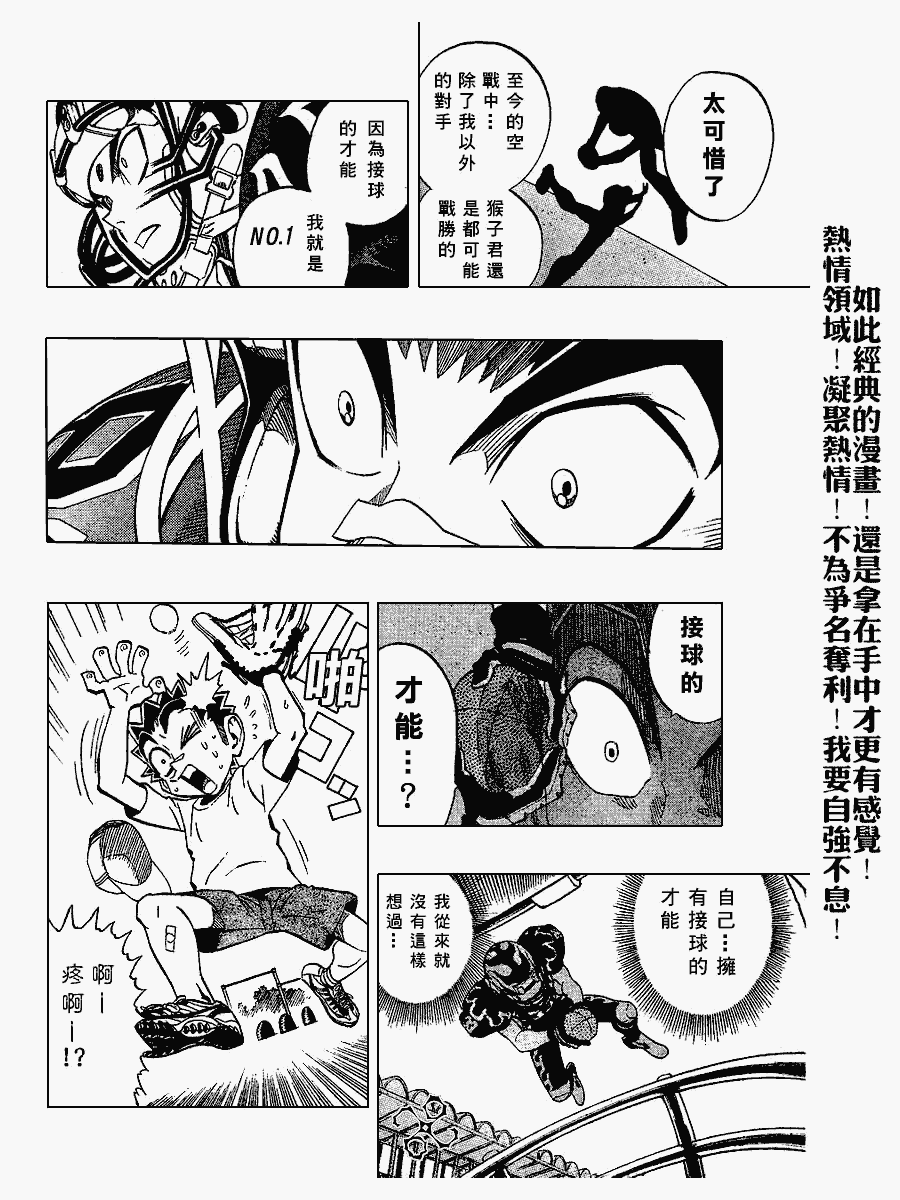 太可惜了
至今的空
戰中…
除了我以外
的對手
猴子君還
是都可能
戰勝的
因為接球
的才能
我就是
NO.1
接球的
才能…？
啪
啊－
疼啊－!?
自己…擁
有接球的
才能
我從來就
沒有這樣
想過…
如此經典的漫畫！還是拿在手中才更有感覺！
熱情領域！凝聚熱情！不為爭名奪利！我要自強不息！